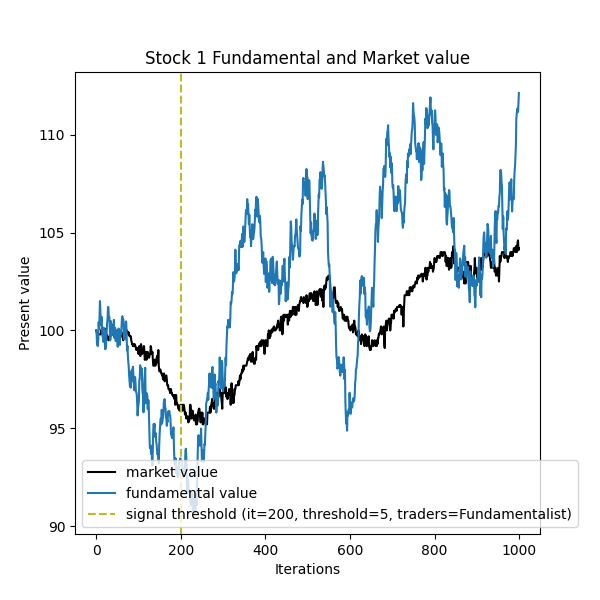 Stock 1 Fundamental and Market value
Present value
110
105
100
95
90
market value
fundamental value
signal threshold (it=200, threshold=5, traders=Fundamentalist)
0 200 400 600 800 1000
Iterations